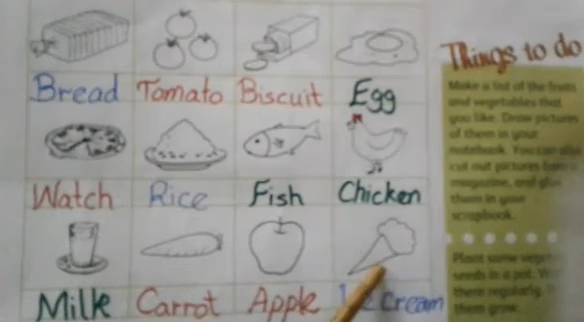 Bread Tomato Biscuit Egg
Watch Rice Fish Chicken
Milk Carrot Apple Ice cream
Things to do
Make a list of the fruits
and vegetables that
you like. Draw pictures
of them in your
notebook. You can also
cut out pictures from a
magazine, and glue
them in your
scrapbook.
Plant some
seeds in a pot.
them regularly.
them grow.